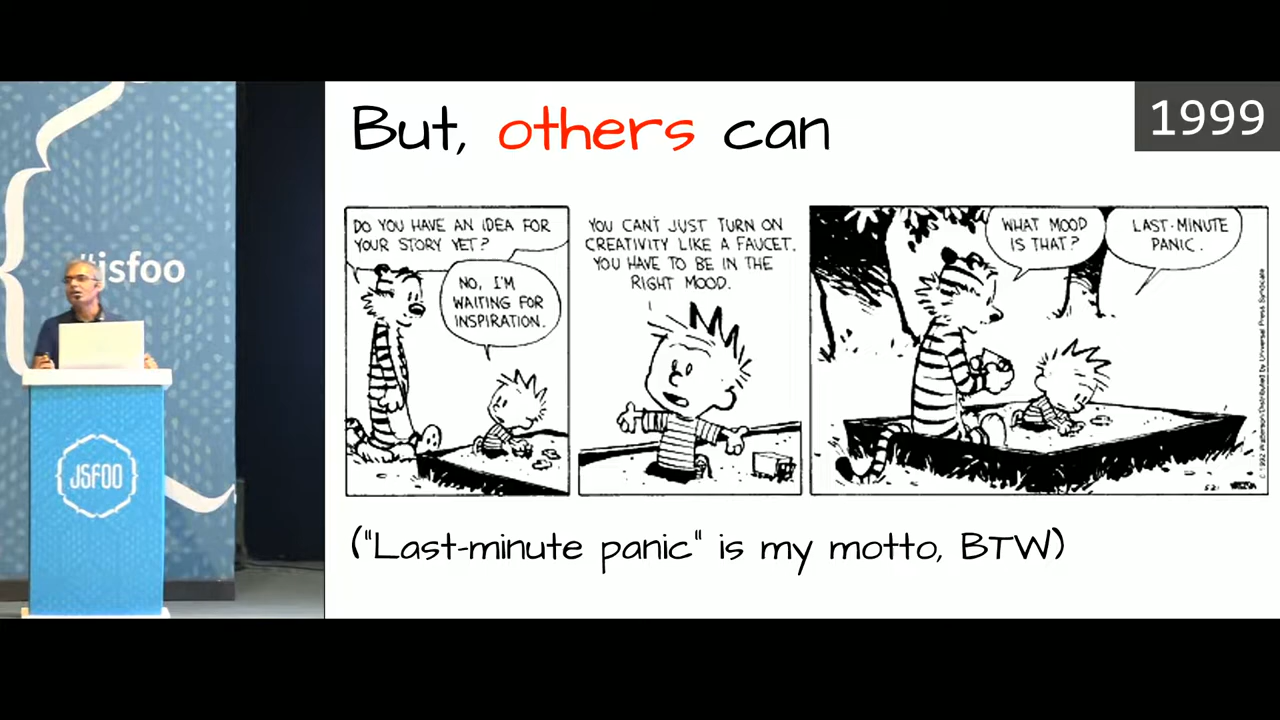 But, others can
1999
DO YOU HAVE AN IDEA FOR
YOUR STORY YET?
NO, I'M
WAITING FOR
INSPIRATION.
YOU CAN'T JUST TURN ON
CREATIVITY LIKE A FAUCET.
YOU HAVE TO BE IN THE
RIGHT MOOD.
WHAT MOOD
IS THAT?
LAST-MINUTE
PANIC.
("Last-minute panic" is my motto, BTW)
jsfoo
JSFOO